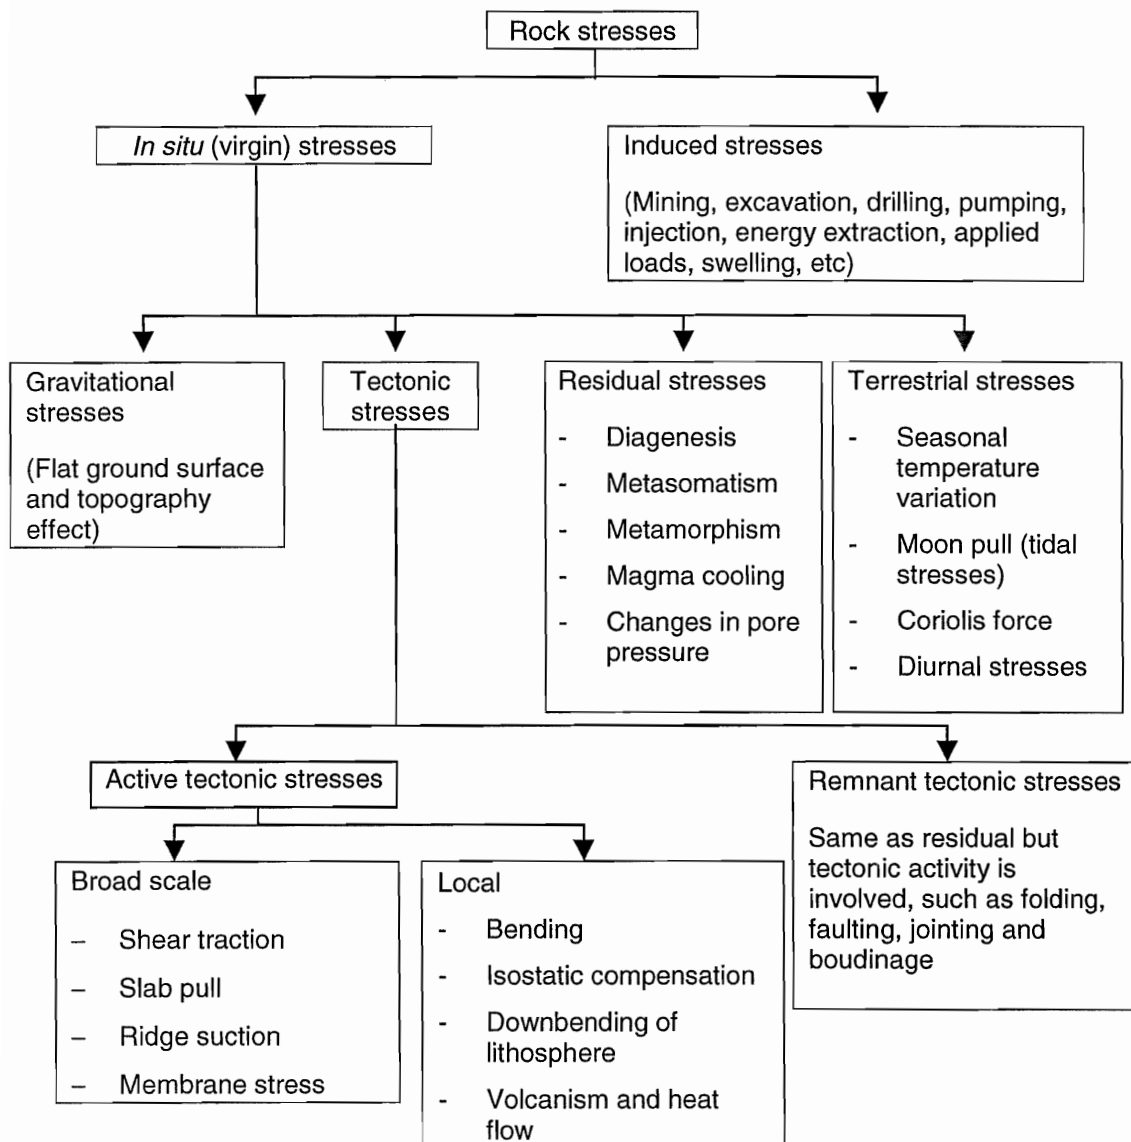 Rock stresses
In situ (virgin) stresses
Induced stresses
(Mining, excavation, drilling, pumping,
injection, energy extraction, applied
loads, swelling, etc)
Gravitational
stresses
(Flat ground surface
and topography
effect)
Tectonic
stresses
Residual stresses
- Diagenesis
- Metasomatism
- Metamorphism
- Magma cooling
- Changes in pore
pressure
Terrestrial stresses
- Seasonal
temperature
variation
- Moon pull (tidal
stresses)
- Coriolis force
- Diurnal stresses
Active tectonic stresses
Remnant tectonic stresses
Same as residual but
tectonic activity is
involved, such as folding,
faulting, jointing and
boudinage
Broad scale
– Shear traction
– Slab pull
– Ridge suction
– Membrane stress
Local
- Bending
- Isostatic compensation
- Downbending of
lithosphere
- Volcanism and heat
flow